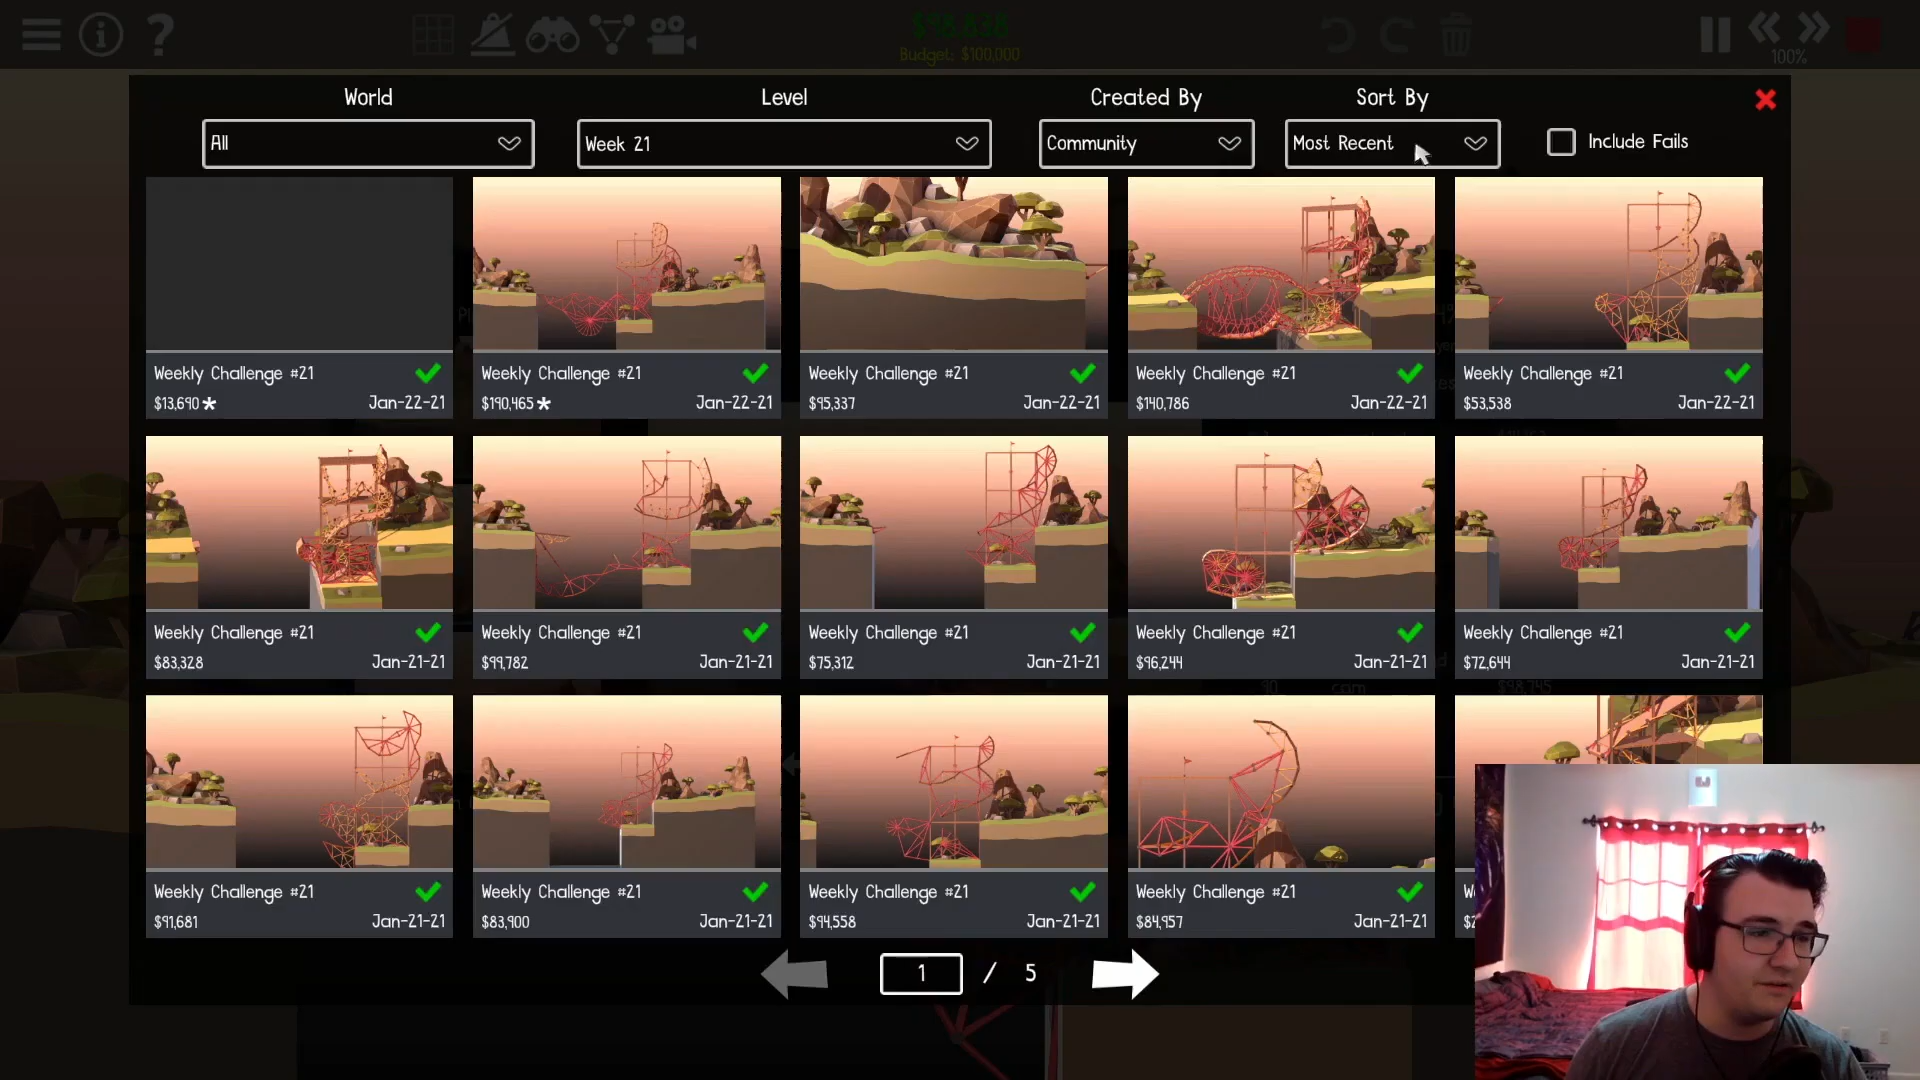 $98,838
Budget: $100,000
100%
World
Level
Created By
Sort By
All
Week 21
Community
Most Recent
Include Fails
Weekly Challenge #21
$13,690 *
Jan-22-21
Weekly Challenge #21
$190,465 *
Jan-22-21
Weekly Challenge #21
$95,337
Jan-22-21
Weekly Challenge #21
$140,786
Jan-22-21
Weekly Challenge #21
$53,538
Jan-22-21
Weekly Challenge #21
$83,328
Jan-21-21
Weekly Challenge #21
$99,782
Jan-21-21
Weekly Challenge #21
$75,312
Jan-21-21
Weekly Challenge #21
$96,244
Jan-21-21
Weekly Challenge #21
$72,644
Jan-21-21
Weekly Challenge #21
$91,681
Jan-21-21
Weekly Challenge #21
$83,900
Jan-21-21
Weekly Challenge #21
$94,558
Jan-21-21
Weekly Challenge #21
$84,957
Jan-21-21
1 / 5